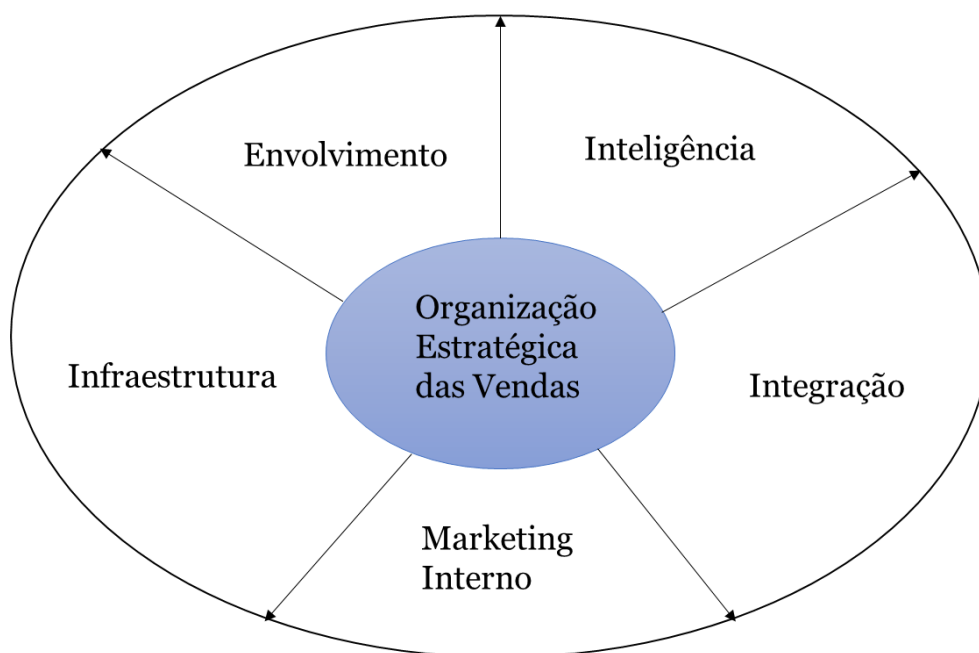 Envolvimento
Inteligência
Organização
Estratégica
das Vendas
Infraestrutura
Integração
Marketing
Interno